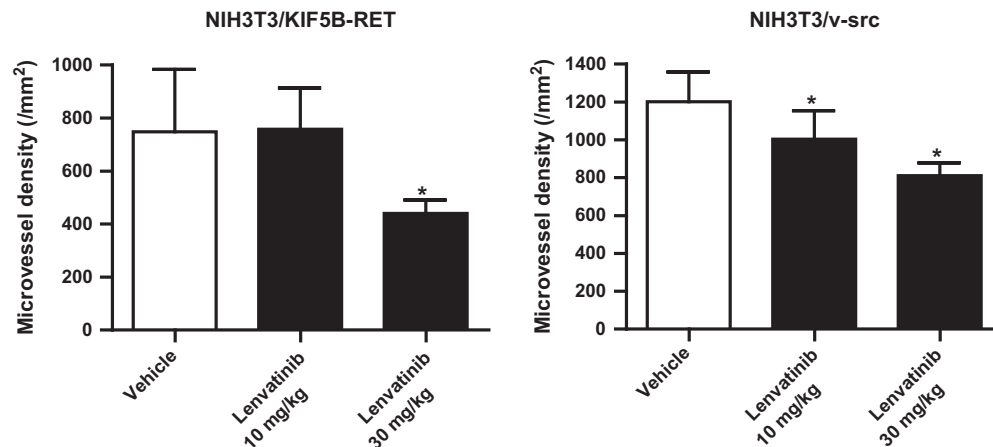 NIH3T3/KIF5B-RET
Microvessel density (/mm²)
1000
800
600
400
200
0
*
Vehicle
Lenvatinib
10 mg/kg
Lenvatinib
30 mg/kg
NIH3T3/v-src
Microvessel density (/mm²)
1400
1200
1000
800
600
400
200
0
*
*
Vehicle
Lenvatinib
10 mg/kg
Lenvatinib
30 mg/kg